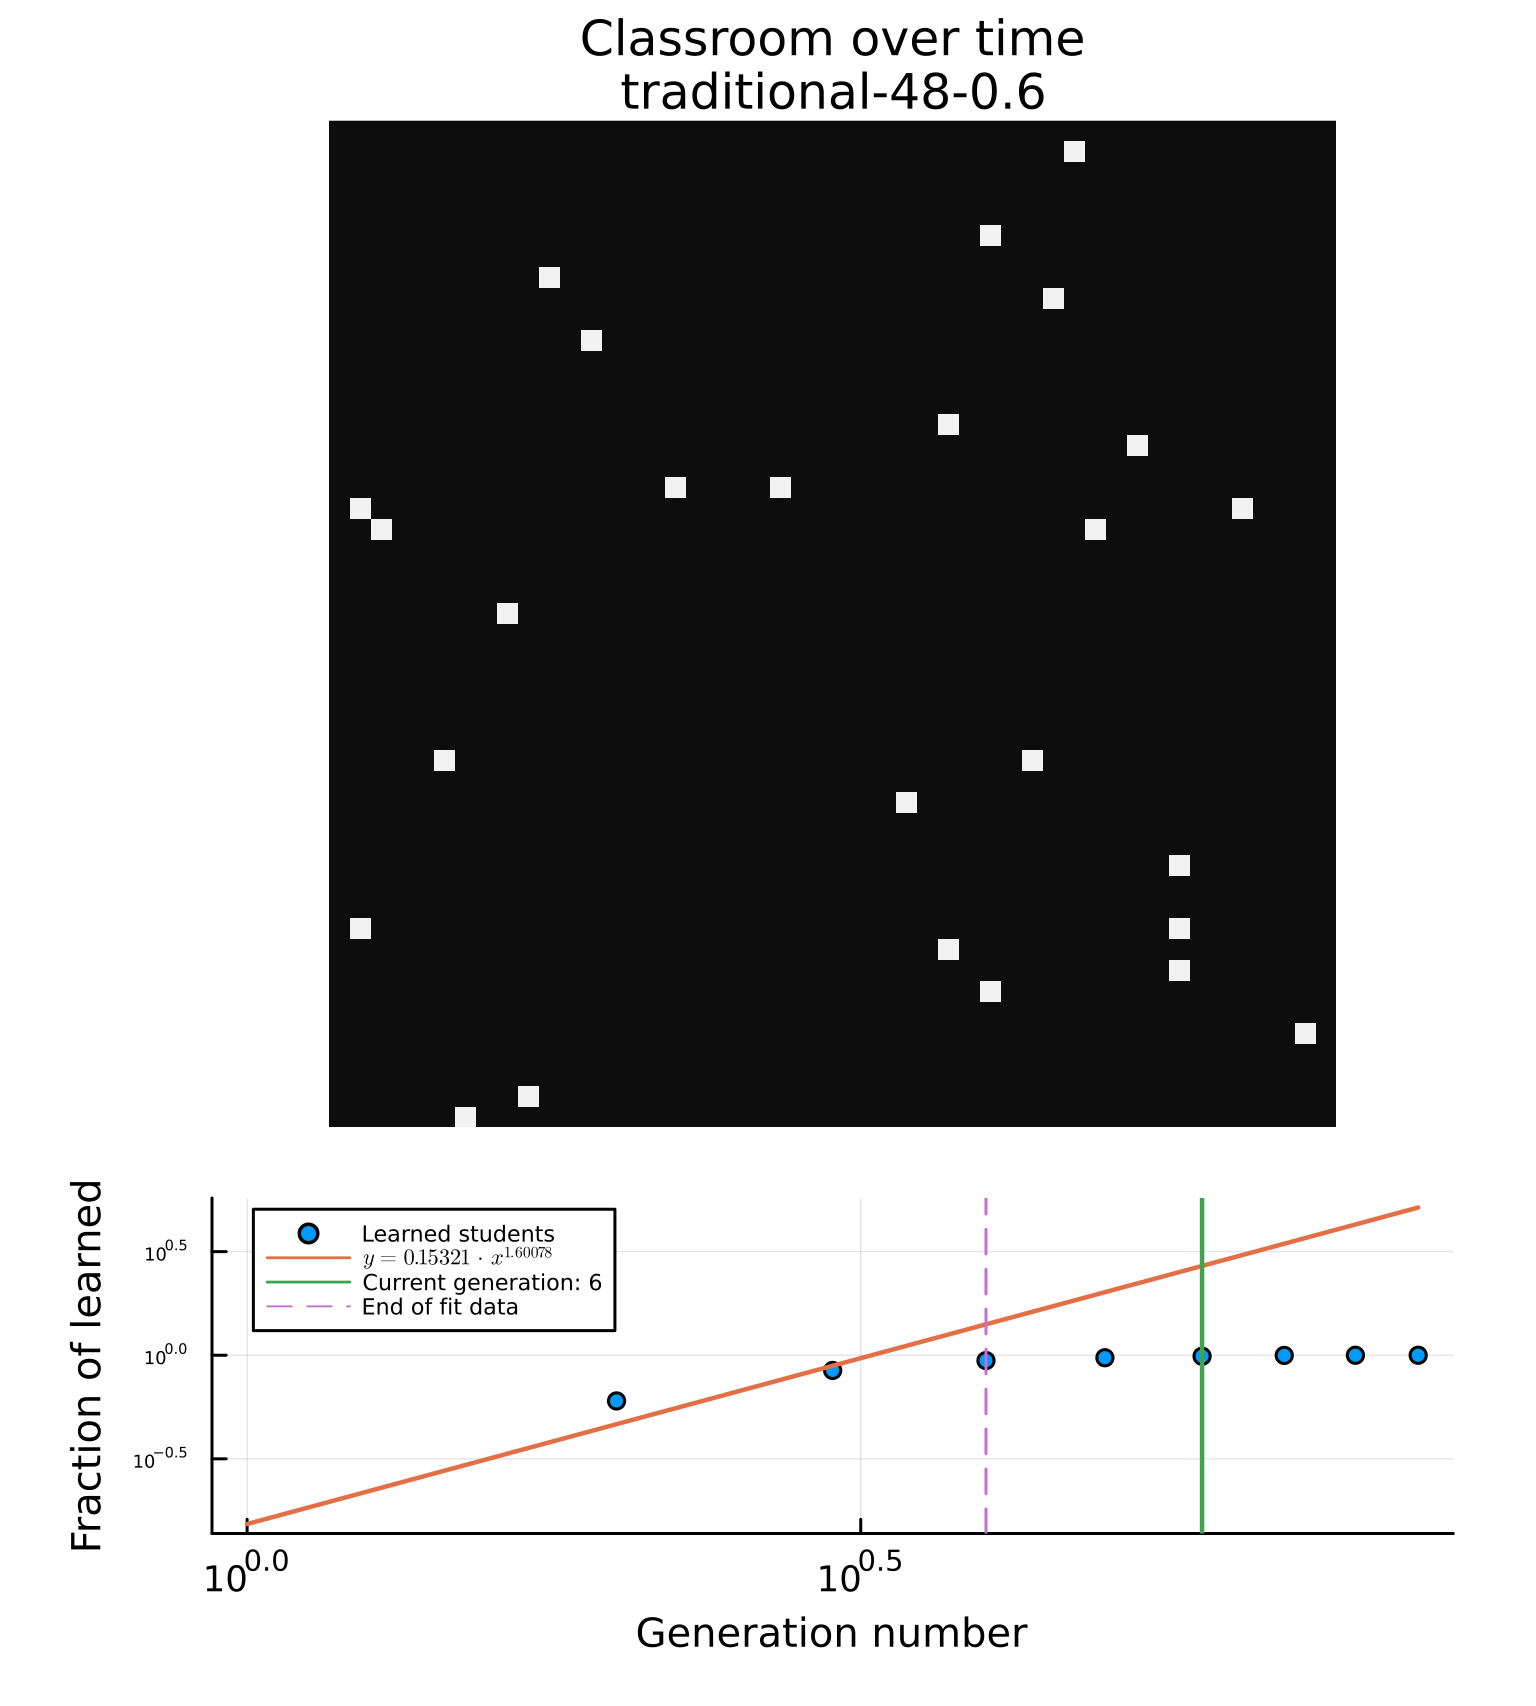 Classroom over time
traditional-48-0.6
Fraction of learned
10^0.5
10^0.0
10^−0.5
Learned students
y = 0.15321 · x^1.60078
Current generation: 6
End of fit data
10^0.0
10^0.5
Generation number